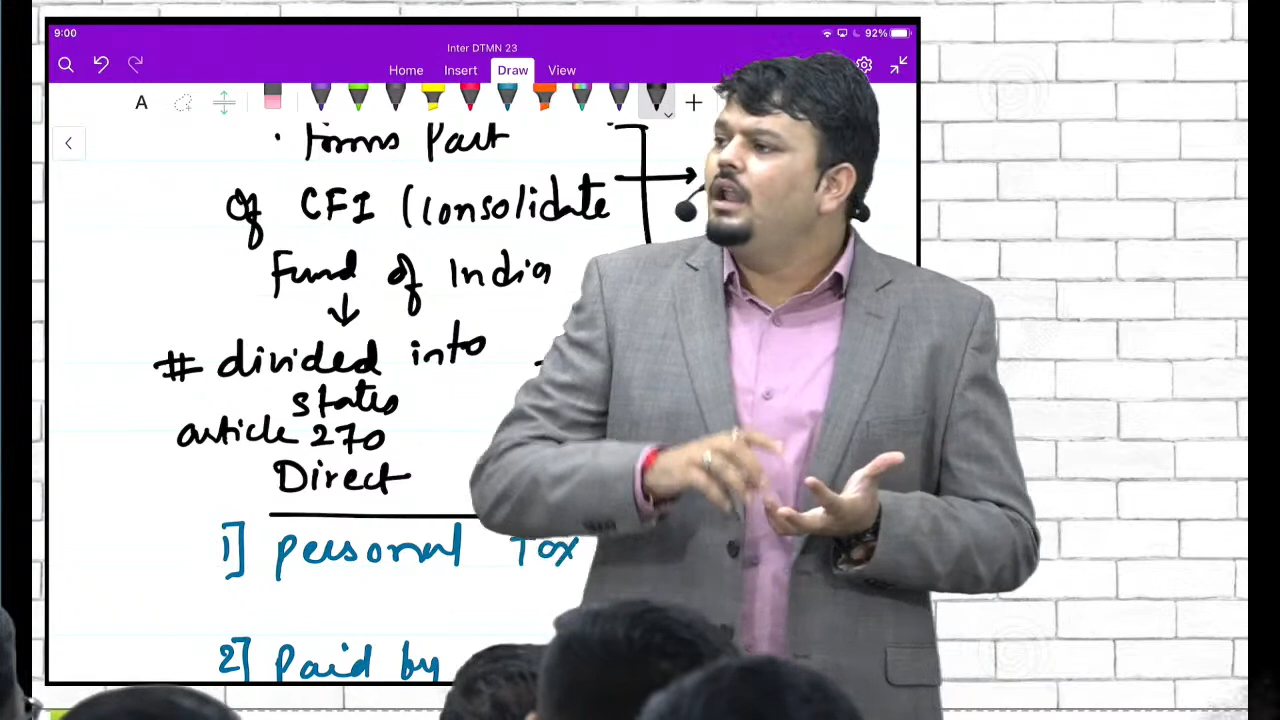 9:00
92%
Inter DTMN 23
Home Insert Draw View
A
• forms Part
of CFI (Consolidate
Fund of India
# divided into
states
article 270
Direct
1] Personal Tax
2] Paid by